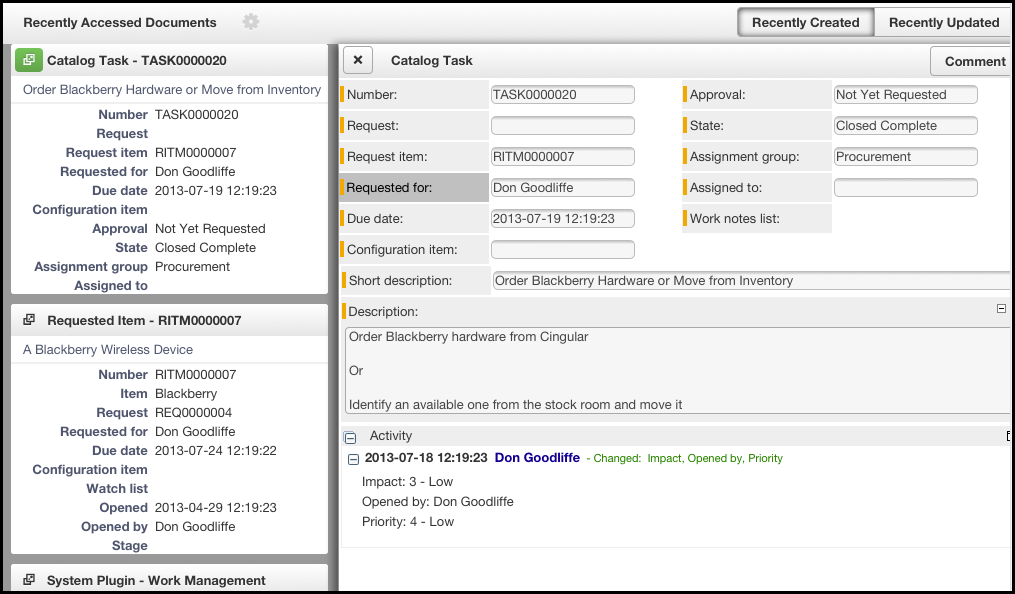 Recently Accessed Documents
Recently Created
Recently Updated
Catalog Task - TASK0000020
Order Blackberry Hardware or Move from Inventory
Number TASK0000020
Request
Request item RITM0000007
Requested for Don Goodliffe
Due date 2013-07-19 12:19:23
Configuration item
Approval Not Yet Requested
State Closed Complete
Assignment group Procurement
Assigned to
Requested Item - RITM0000007
A Blackberry Wireless Device
Number RITM0000007
Item Blackberry
Request REQ0000004
Requested for Don Goodliffe
Due date 2013-07-24 12:19:22
Configuration item
Watch list
Opened 2013-04-29 12:19:23
Opened by Don Goodliffe
Stage
System Plugin - Work Management
Catalog Task
Comment
Number: TASK0000020
Approval: Not Yet Requested
Request:
State: Closed Complete
Request item: RITM0000007
Assignment group: Procurement
Requested for: Don Goodliffe
Assigned to:
Due date: 2013-07-19 12:19:23
Work notes list:
Configuration item:
Short description: Order Blackberry Hardware or Move from Inventory
Description:
Order Blackberry hardware from Cingular
Or
Identify an available one from the stock room and move it
Activity
2013-07-18 12:19:23 Don Goodliffe - Changed: Impact, Opened by, Priority
Impact: 3 - Low
Opened by: Don Goodliffe
Priority: 4 - Low